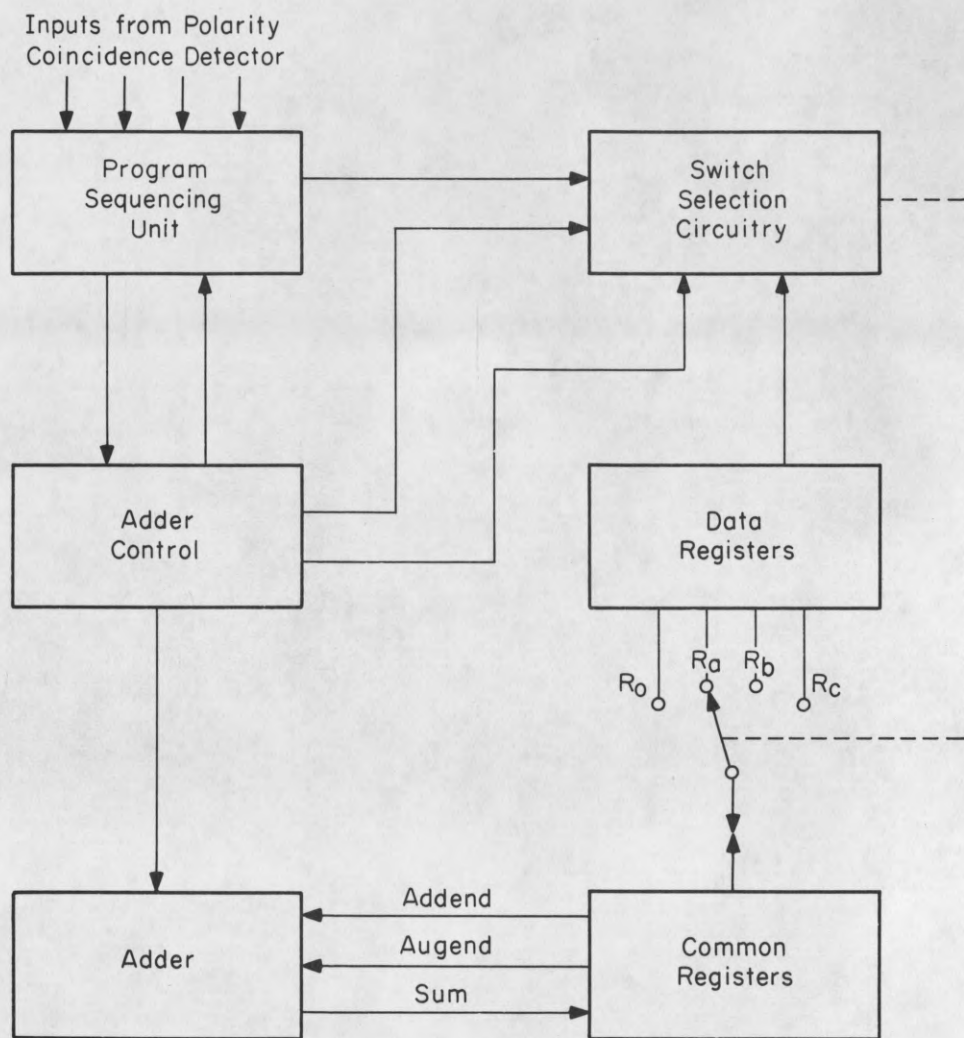 Inputs from Polarity
Coincidence Detector
Program
Sequencing
Unit
Switch
Selection
Circuitry
Adder
Control
Data
Registers
Ro
Ra
Rb
Rc
Adder
Addend
Augend
Sum
Common
Registers